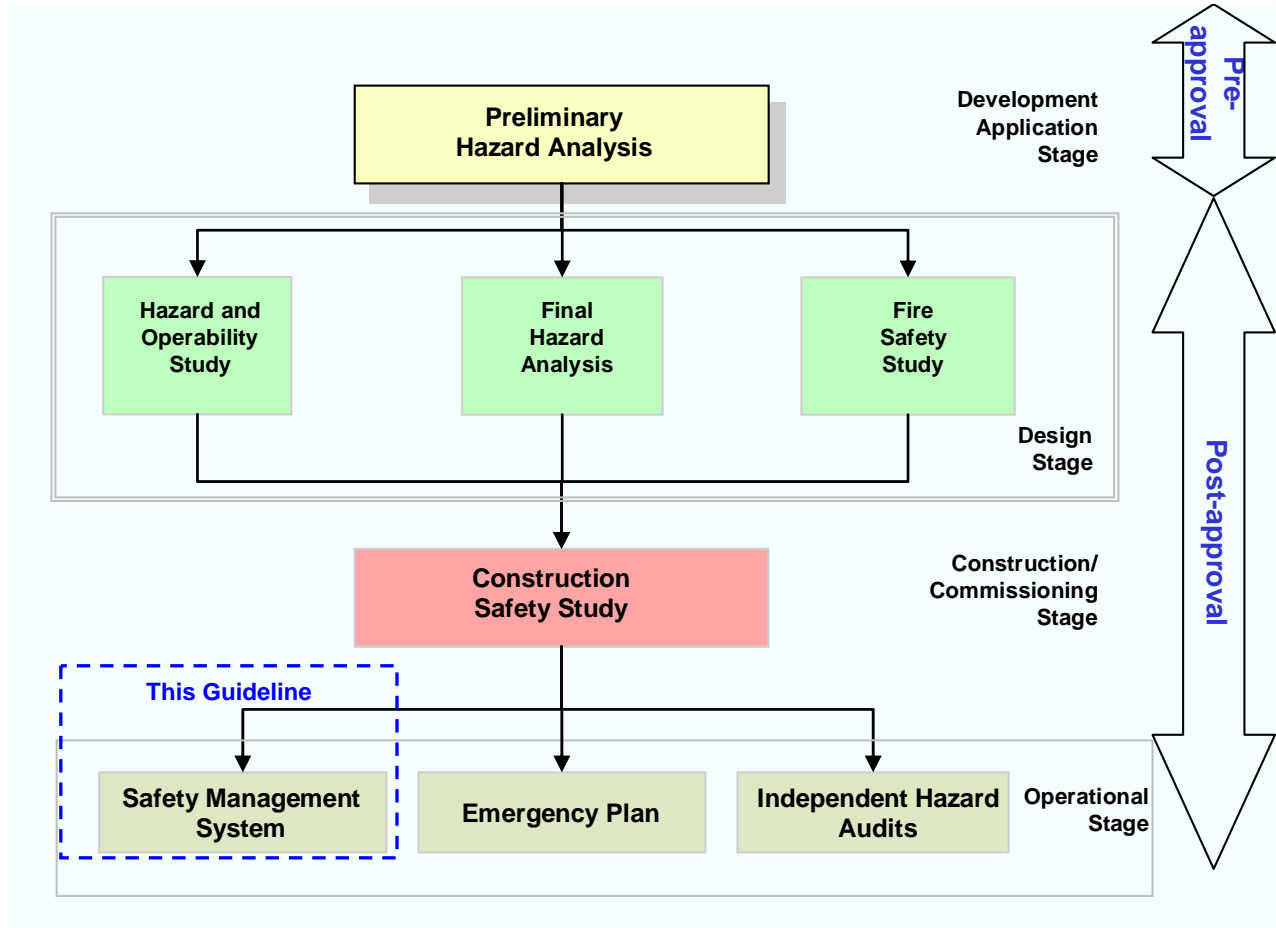 Preliminary
Hazard Analysis
Development
Application
Stage
Pre-
approval
Hazard and
Operability
Study
Final
Hazard
Analysis
Fire
Safety
Study
Design
Stage
Post-approval
Construction
Safety Study
Construction/
Commissioning
Stage
This Guideline
Safety Management
System
Emergency Plan
Independent Hazard
Audits
Operational
Stage